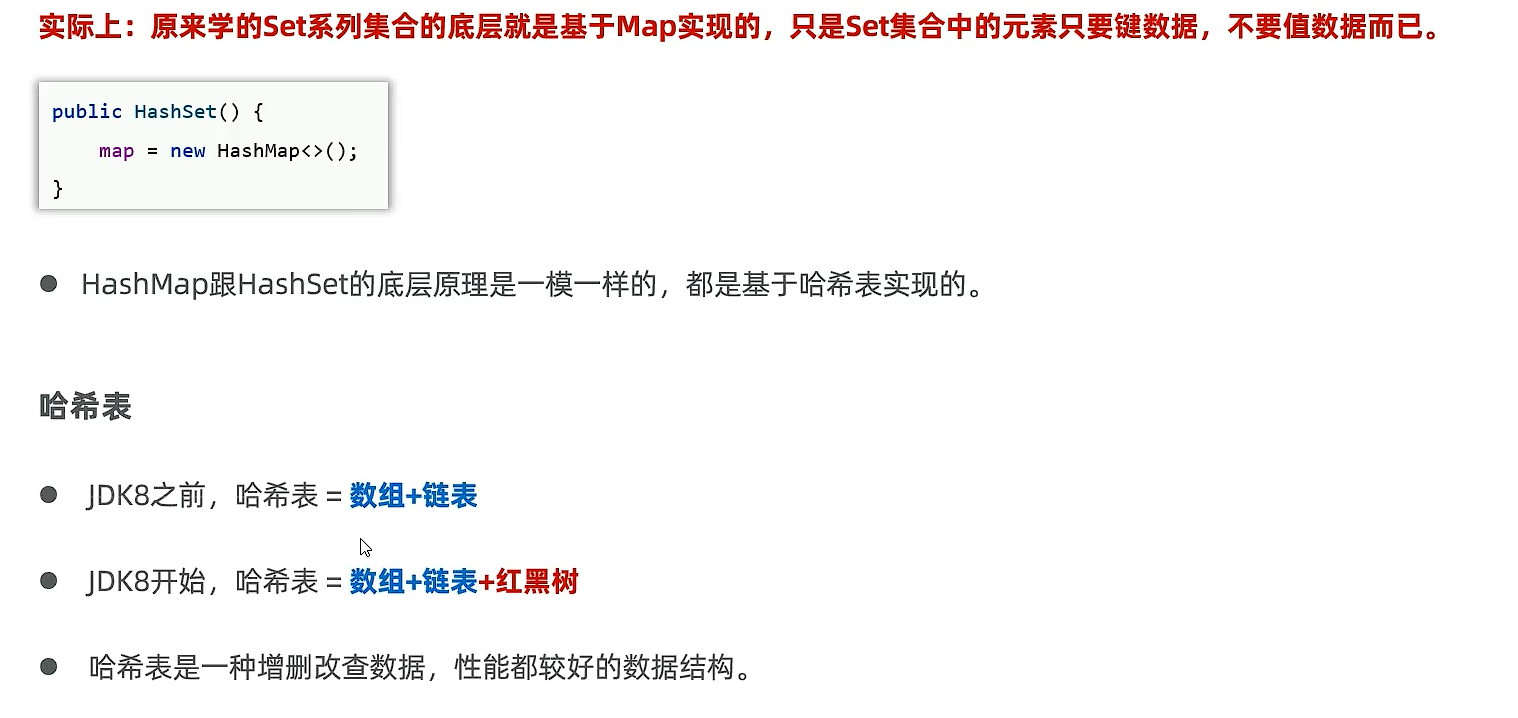 实际上：原来学的Set系列集合的底层就是基于Map实现的，只是Set集合中的元素只要键数据，不要值数据而已。
public HashSet() {
    map = new HashMap<>();
}
● HashMap跟HashSet的底层原理是一模一样的，都是基于哈希表实现的。
哈希表
● JDK8之前，哈希表 = 数组+链表
● JDK8开始，哈希表 = 数组+链表+红黑树
● 哈希表是一种增删改查数据，性能都较好的数据结构。